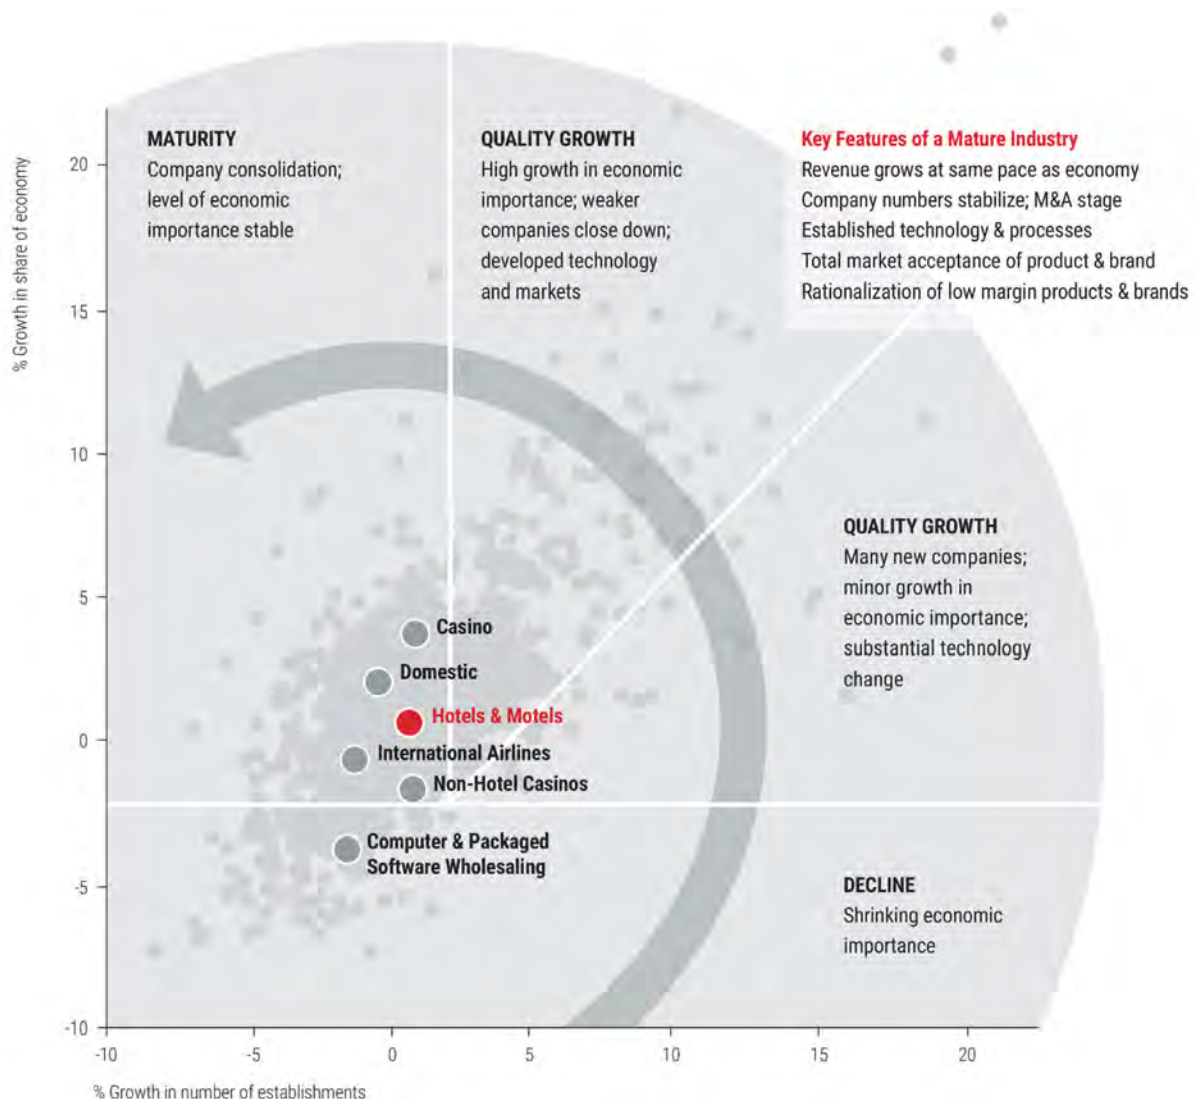 MATURITY
Company consolidation;
level of economic
importance stable
QUALITY GROWTH
High growth in economic
importance; weaker
companies close down;
developed technology
and markets
Key Features of a Mature Industry
Revenue grows at same pace as economy
Company numbers stabilize; M&A stage
Established technology & processes
Total market acceptance of product & brand
Rationalization of low margin products & brands
% Growth in share of economy
20
15
10
5
0
-5
-10
QUALITY GROWTH
Many new companies;
minor growth in
economic importance;
substantial technology
change
Casino
Domestic
Hotels & Motels
International Airlines
Non-Hotel Casinos
Computer & Packaged
Software Wholesaling
DECLINE
Shrinking economic
importance
-10
-5
0
5
10
15
20
% Growth in number of establishments